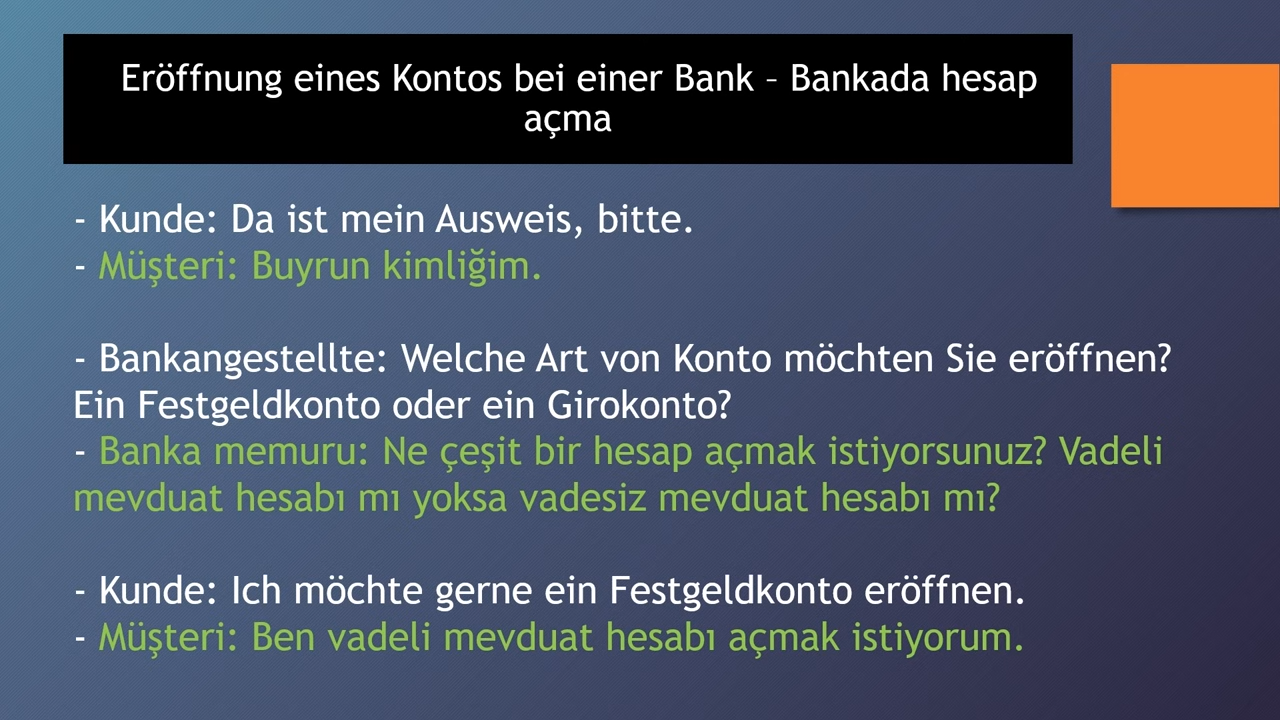 Eröffnung eines Kontos bei einer Bank – Bankada hesap
açma
- Kunde: Da ist mein Ausweis, bitte.
- Müşteri: Buyrun kimliğim.
- Bankangestellte: Welche Art von Konto möchten Sie eröffnen?
Ein Festgeldkonto oder ein Girokonto?
- Banka memuru: Ne çeşit bir hesap açmak istiyorsunuz? Vadeli
mevduat hesabı mı yoksa vadesiz mevduat hesabı mı?
- Kunde: Ich möchte gerne ein Festgeldkonto eröffnen.
- Müşteri: Ben vadeli mevduat hesabı açmak istiyorum.